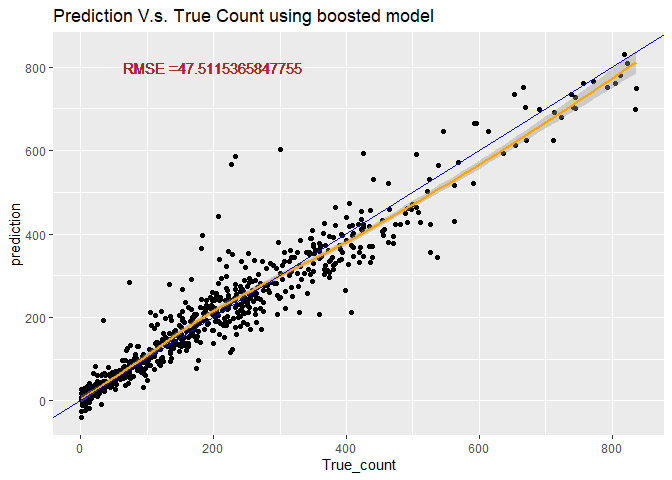 Prediction V.s. True Count using boosted model
RMSE =47.5115365847755
800
600
400
200
0
prediction
0 200 400 600 800
True_count